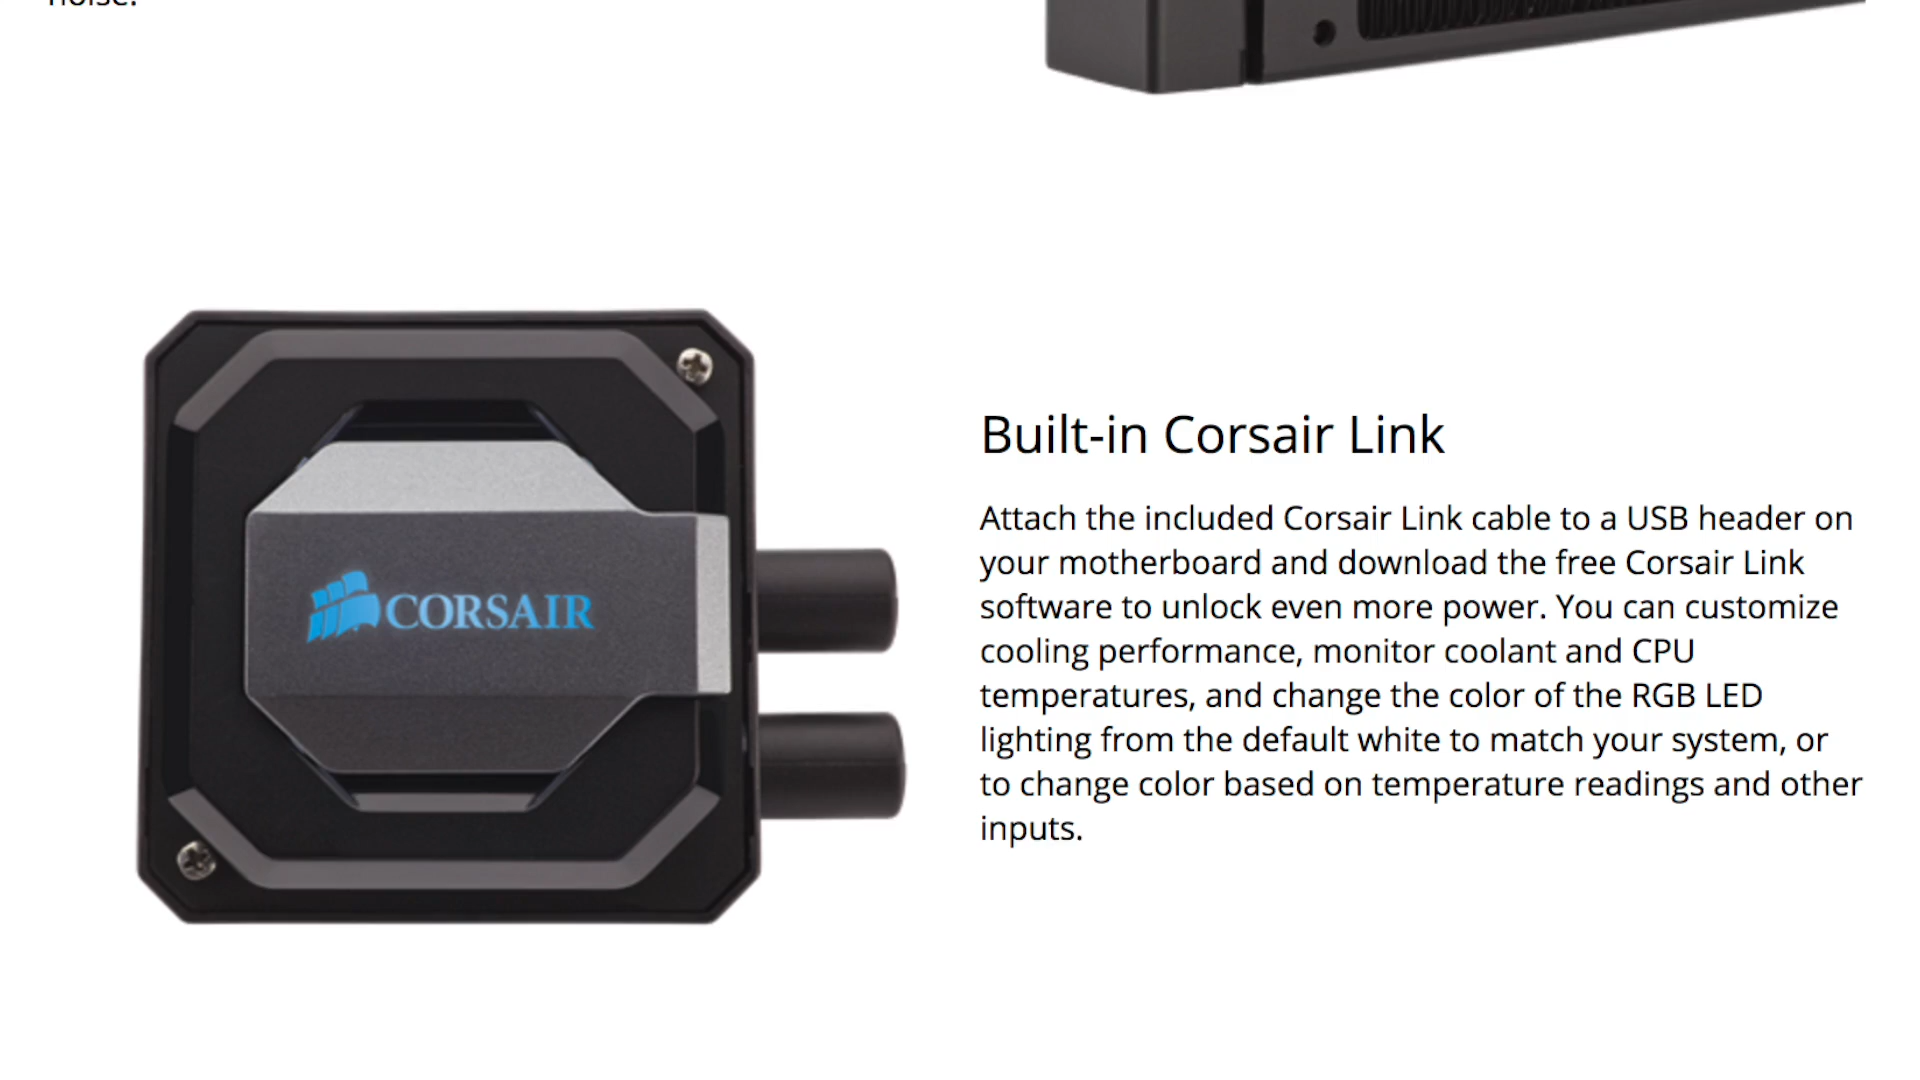 noise.
CORSAIR
Built-in Corsair Link
Attach the included Corsair Link cable to a USB header on
your motherboard and download the free Corsair Link
software to unlock even more power. You can customize
cooling performance, monitor coolant and CPU
temperatures, and change the color of the RGB LED
lighting from the default white to match your system, or
to change color based on temperature readings and other
inputs.